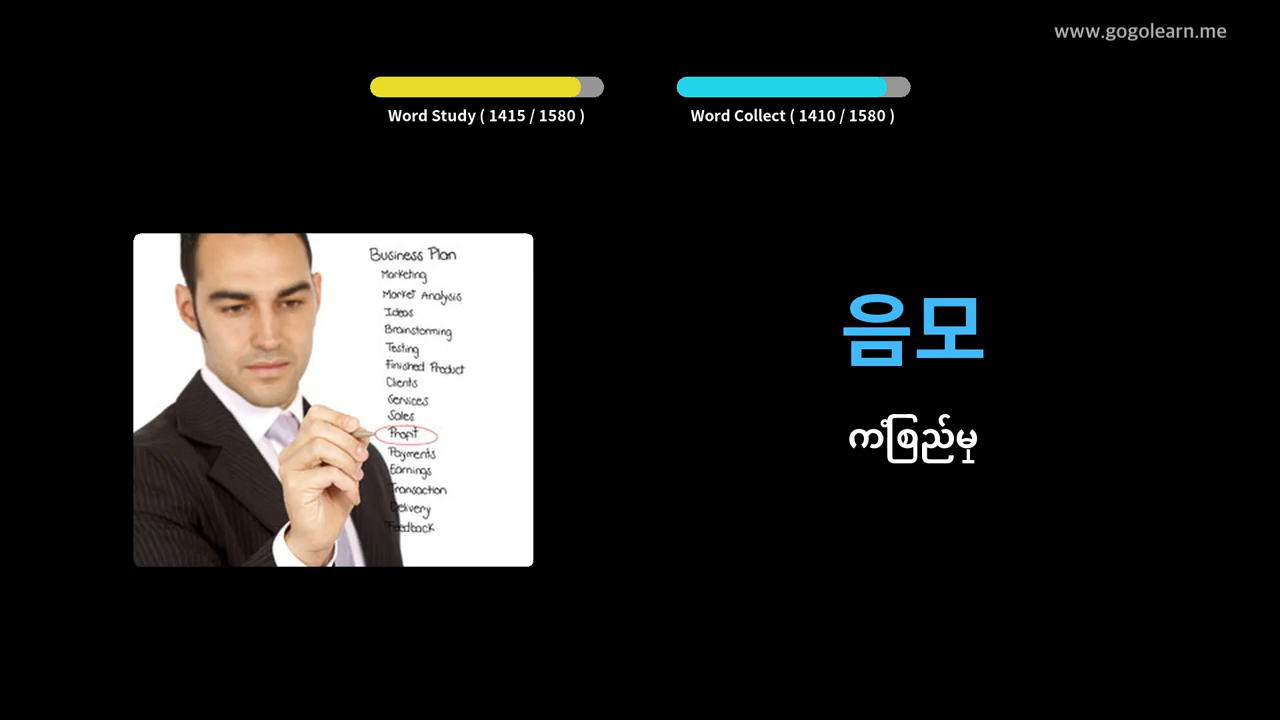 www.gogolearn.me
Word Study ( 1415 / 1580 )
Word Collect ( 1410 / 1580 )
Business Plan
Marketing
Market Analysis
Ideas
Brainstorming
Testing
Finished Product
Clients
Services
Sales
Profit
Payments
Earnings
Transaction
Delivery
Feedback
음모
ကံစြည်မှု